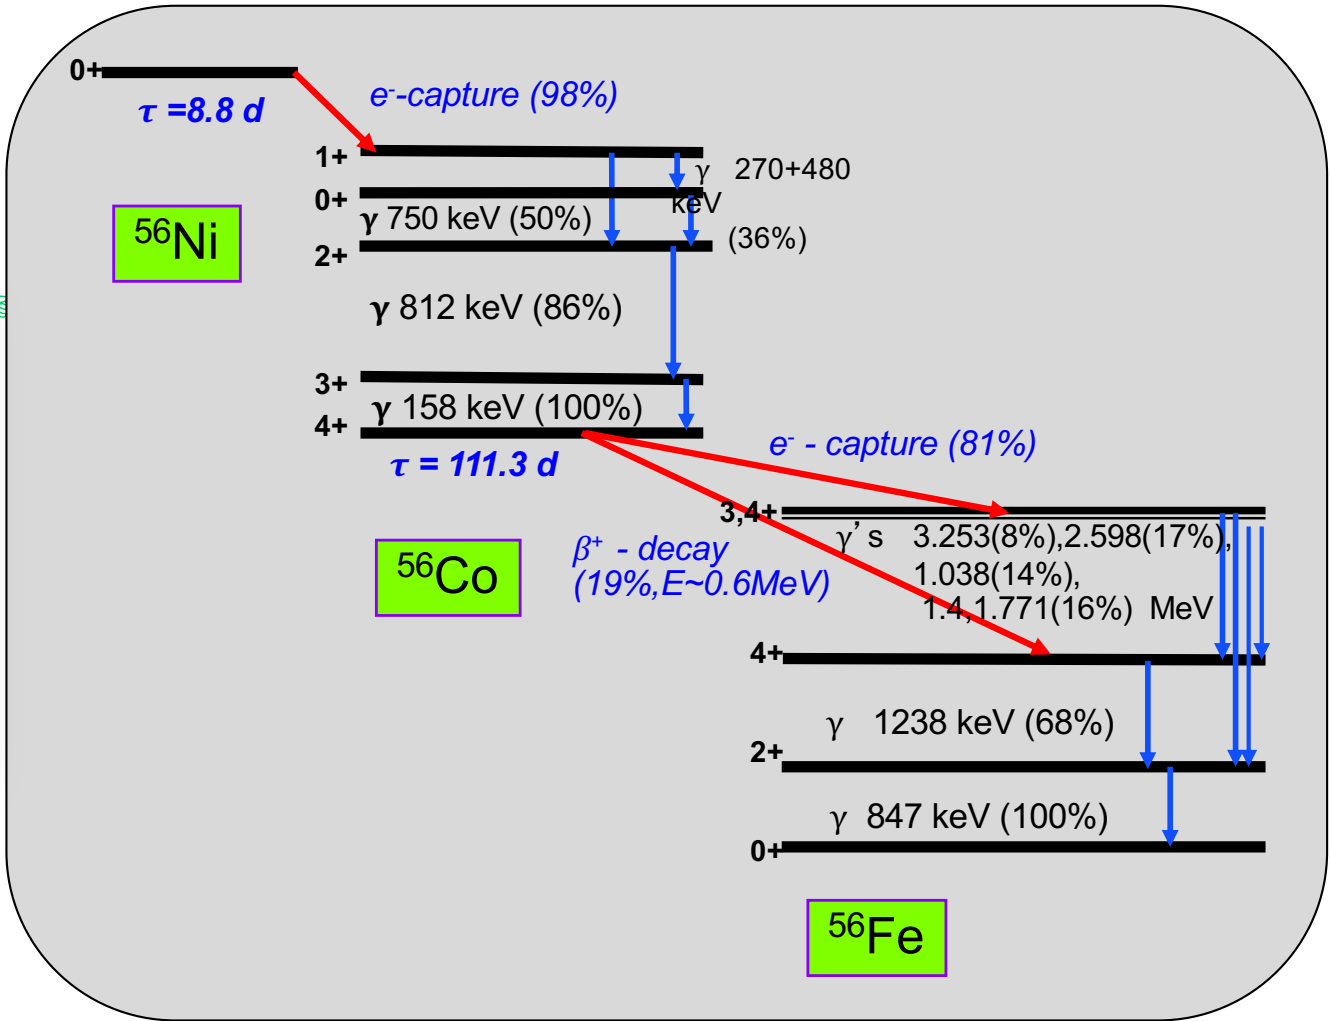 0+
τ =8.8 d
e⁻-capture (98%)
1+
γ 270+480
keV
0+
γ 750 keV (50%)
(36%)
2+
⁵⁶Ni
γ 812 keV (86%)
3+
γ 158 keV (100%)
4+
τ = 111.3 d
e⁻ - capture (81%)
3,4+
γ's 3.253(8%),2.598(17%),
1.038(14%),
1.4,1.771(16%) MeV
β⁺ - decay
(19%,E~0.6MeV)
⁵⁶Co
4+
γ 1238 keV (68%)
2+
γ 847 keV (100%)
0+
⁵⁶Fe